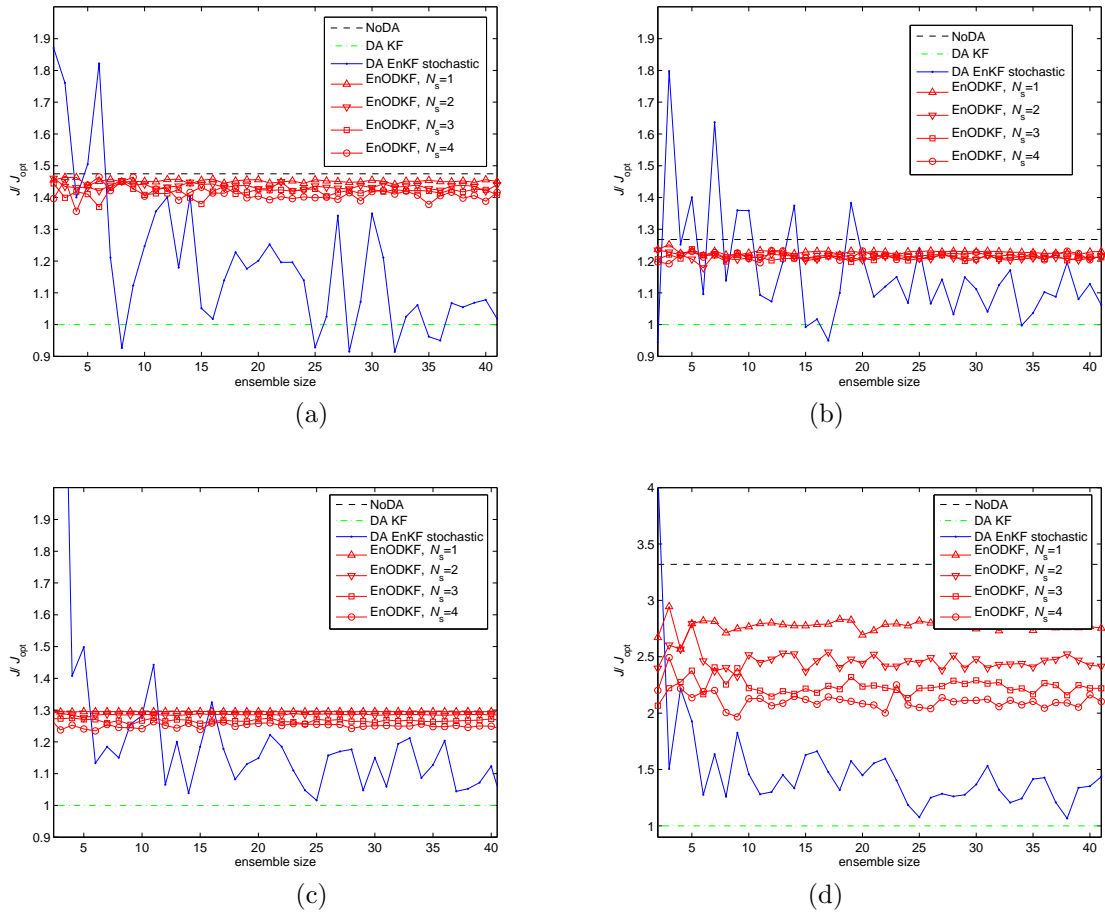 1.9
1.8
1.7
1.6
1.5
1.4
1.3
1.2
1.1
1
0.9
J/ J_opt
5 10 15 20 25 30 35 40
ensemble size
NoDA
DA KF
DA EnKF stochastic
EnODKF, N_s=1
EnODKF, N_s=2
EnODKF, N_s=3
EnODKF, N_s=4
(a)
1.9
1.8
1.7
1.6
1.5
1.4
1.3
1.2
1.1
1
0.9
J/ J_opt
5 10 15 20 25 30 35 40
ensemble size
NoDA
DA KF
DA EnKF stochastic
EnODKF, N_s=1
EnODKF, N_s=2
EnODKF, N_s=3
EnODKF, N_s=4
(b)
1.9
1.8
1.7
1.6
1.5
1.4
1.3
1.2
1.1
1
0.9
J/ J_opt
5 10 15 20 25 30 35 40
ensemble size
NoDA
DA KF
DA EnKF stochastic
EnODKF, N_s=1
EnODKF, N_s=2
EnODKF, N_s=3
EnODKF, N_s=4
(c)
4
3.5
3
2.5
2
1.5
1
J/ J_opt
5 10 15 20 25 30 35 40
ensemble size
NoDA
DA KF
DA EnKF stochastic
EnODKF, N_s=1
EnODKF, N_s=2
EnODKF, N_s=3
EnODKF, N_s=4
(d)